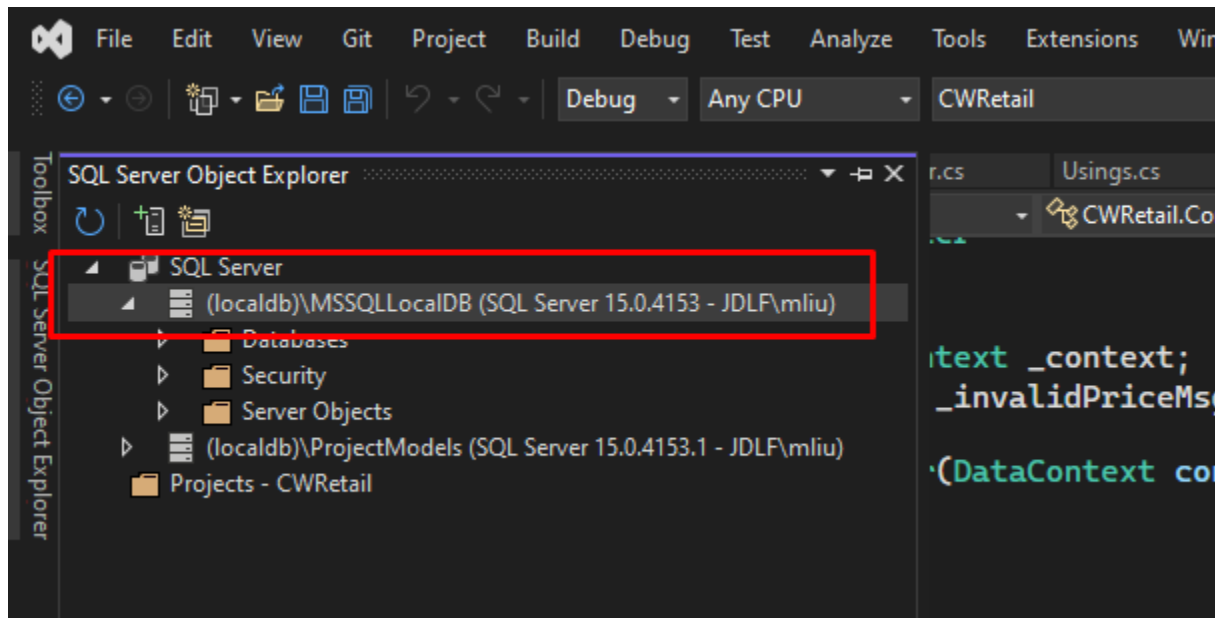 File Edit View Git Project Build Debug Test Analyze Tools Extensions Wir
Debug Any CPU CWRetail
Toolbox
SQL Server Object Explorer
SQL Server Object Explorer
r.cs Usings.cs
CWRetail.Co
SQL Server
(localdb)\MSSQLLocalDB (SQL Server 15.0.4153 - JDLF\mliu)
Databases
Security
Server Objects
(localdb)\ProjectModels (SQL Server 15.0.4153.1 - JDLF\mliu)
Projects - CWRetail
ntext _context;
_invalidPriceMs
r(DataContext co